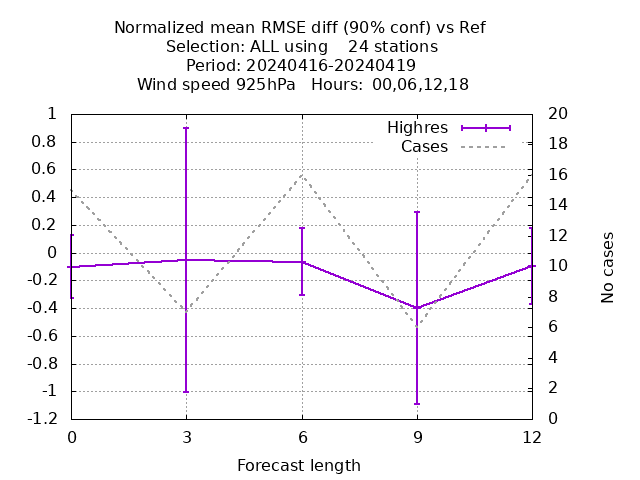 Normalized mean RMSE diff (90% conf) vs Ref
Selection: ALL using    24 stations
Period: 20240416-20240419
Wind speed 925hPa   Hours:  00,06,12,18
Highres
Cases
1
0.8
0.6
0.4
0.2
0
-0.2
-0.4
-0.6
-0.8
-1
-1.2
20
18
16
14
12
10
8
6
4
2
0
No cases
0 3 6 9 12
Forecast length